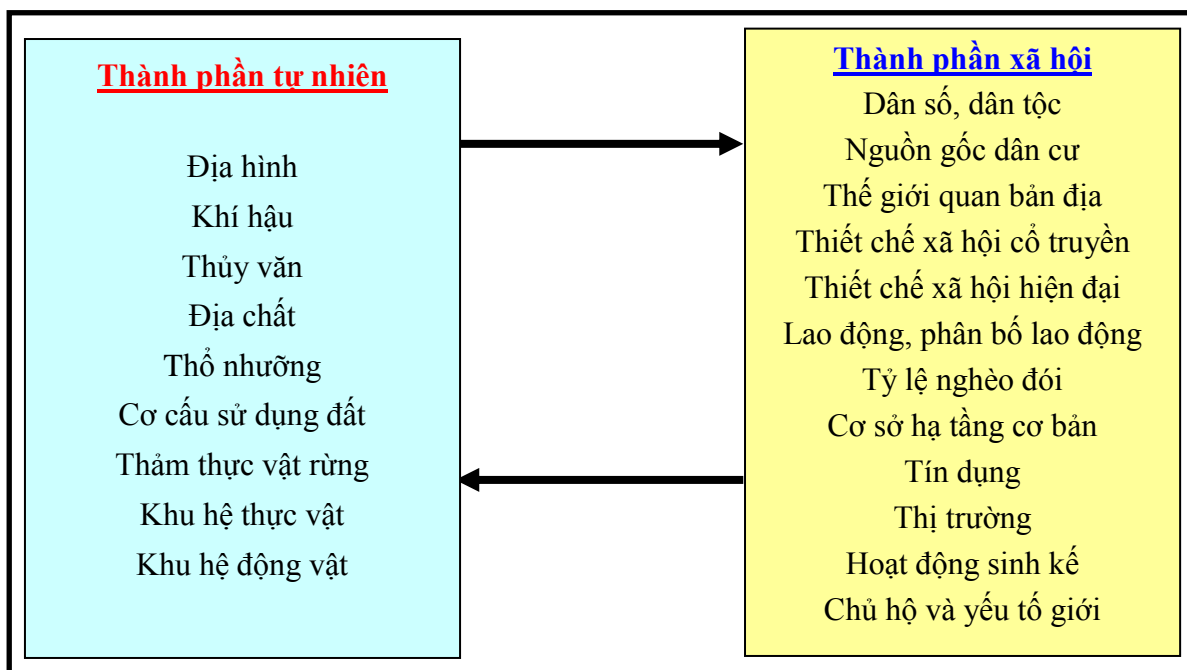 Thành phần tự nhiên
Địa hình
Khí hậu
Thủy văn
Địa chất
Thổ nhưỡng
Cơ cấu sử dụng đất
Thảm thực vật rừng
Khu hệ thực vật
Khu hệ động vật
Thành phần xã hội
Dân số, dân tộc
Nguồn gốc dân cư
Thế giới quan bản địa
Thiết chế xã hội cổ truyền
Thiết chế xã hội hiện đại
Lao động, phân bố lao động
Tỷ lệ nghèo đói
Cơ sở hạ tầng cơ bản
Tín dụng
Thị trường
Hoạt động sinh kế
Chủ hộ và yếu tố giới